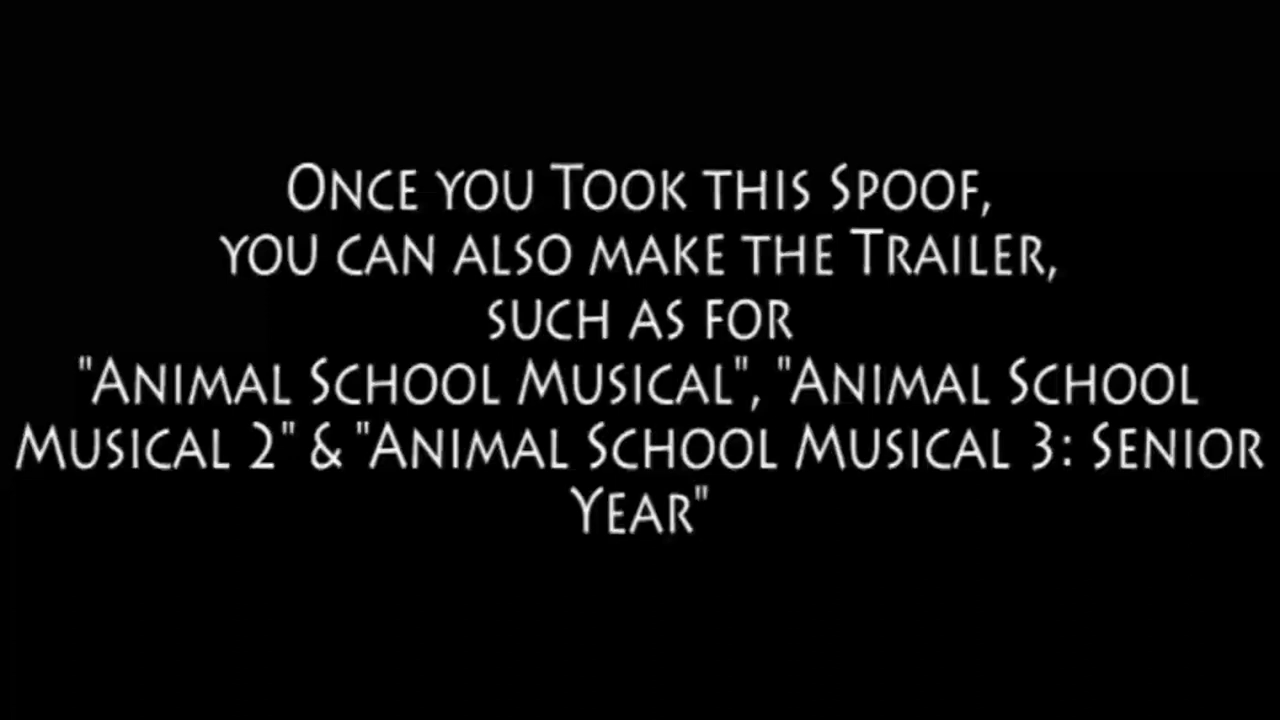 Once you Took this Spoof,
you can also make the Trailer,
such as for
"Animal School Musical", "Animal School
Musical 2" & "Animal School Musical 3: Senior
Year"